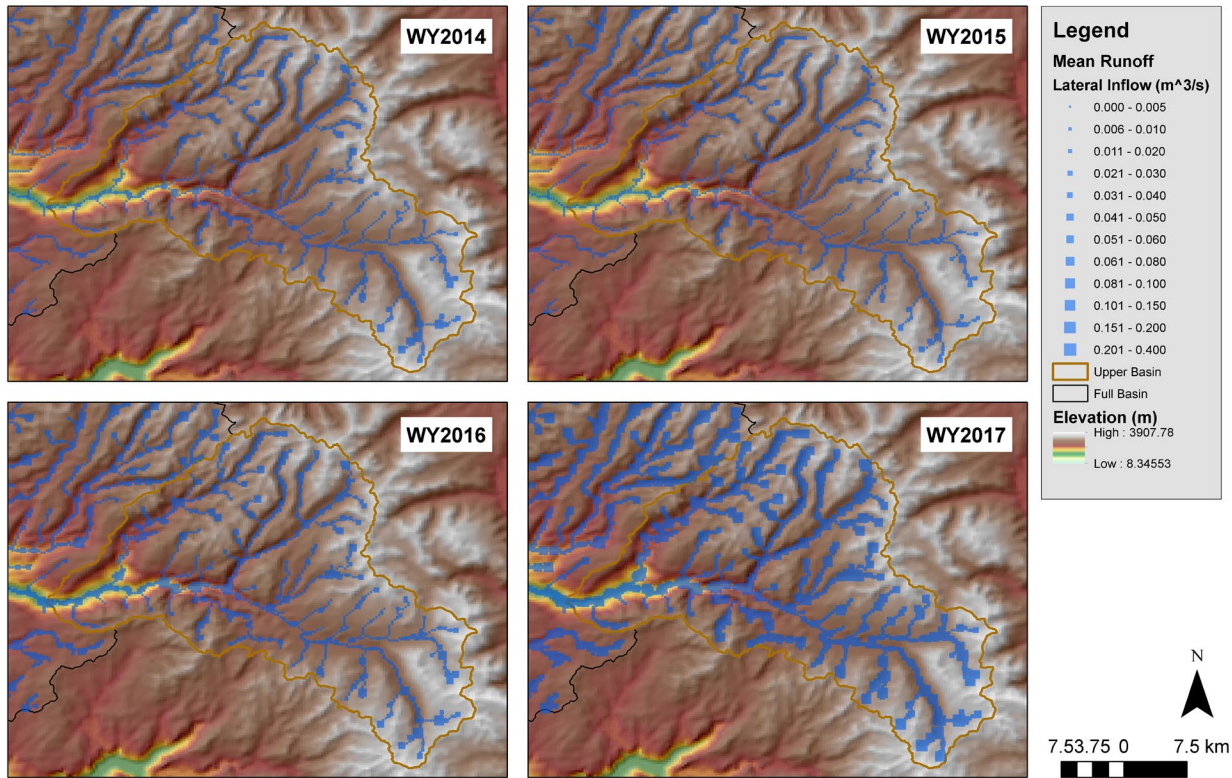 WY2014
WY2015
WY2016
WY2017
Legend
Mean Runoff
Lateral Inflow (m^3/s)
0.000 - 0.005
0.006 - 0.010
0.011 - 0.020
0.021 - 0.030
0.031 - 0.040
0.041 - 0.050
0.051 - 0.060
0.061 - 0.080
0.081 - 0.100
0.101 - 0.150
0.151 - 0.200
0.201 - 0.400
Upper Basin
Full Basin
Elevation (m)
High : 3907.78
Low : 8.34553
N
7.53.75 0 7.5 km